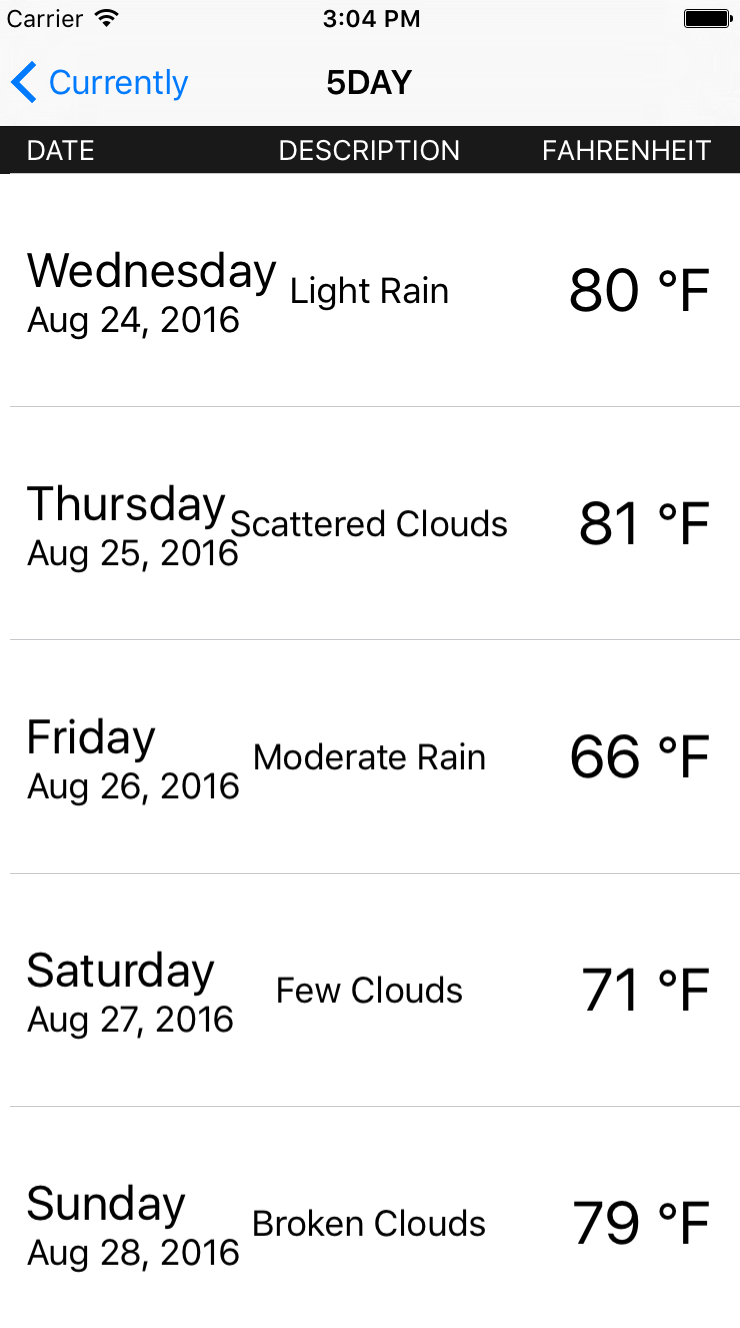 Carrier 3:04 PM
Currently 5DAY
DATE DESCRIPTION FAHRENHEIT
Wednesday
Light Rain 80 °F
Aug 24, 2016
Thursday
Scattered Clouds 81 °F
Aug 25, 2016
Friday
Moderate Rain 66 °F
Aug 26, 2016
Saturday
Few Clouds 71 °F
Aug 27, 2016
Sunday
Broken Clouds 79 °F
Aug 28, 2016